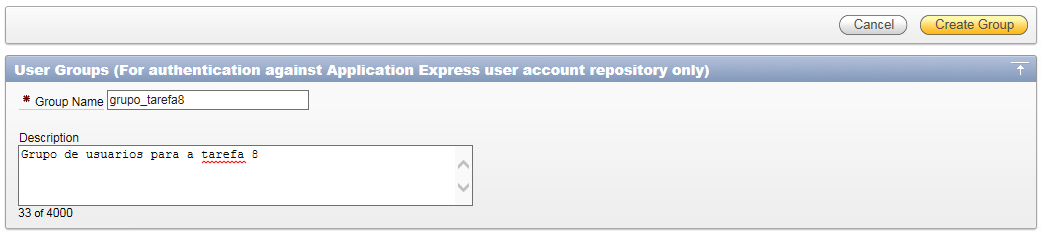 Cancel Create Group
User Groups (For authentication against Application Express user account repository only)
* Group Name grupo_tarefa8
Description
Grupo de usuarios para a tarefa 8
33 of 4000